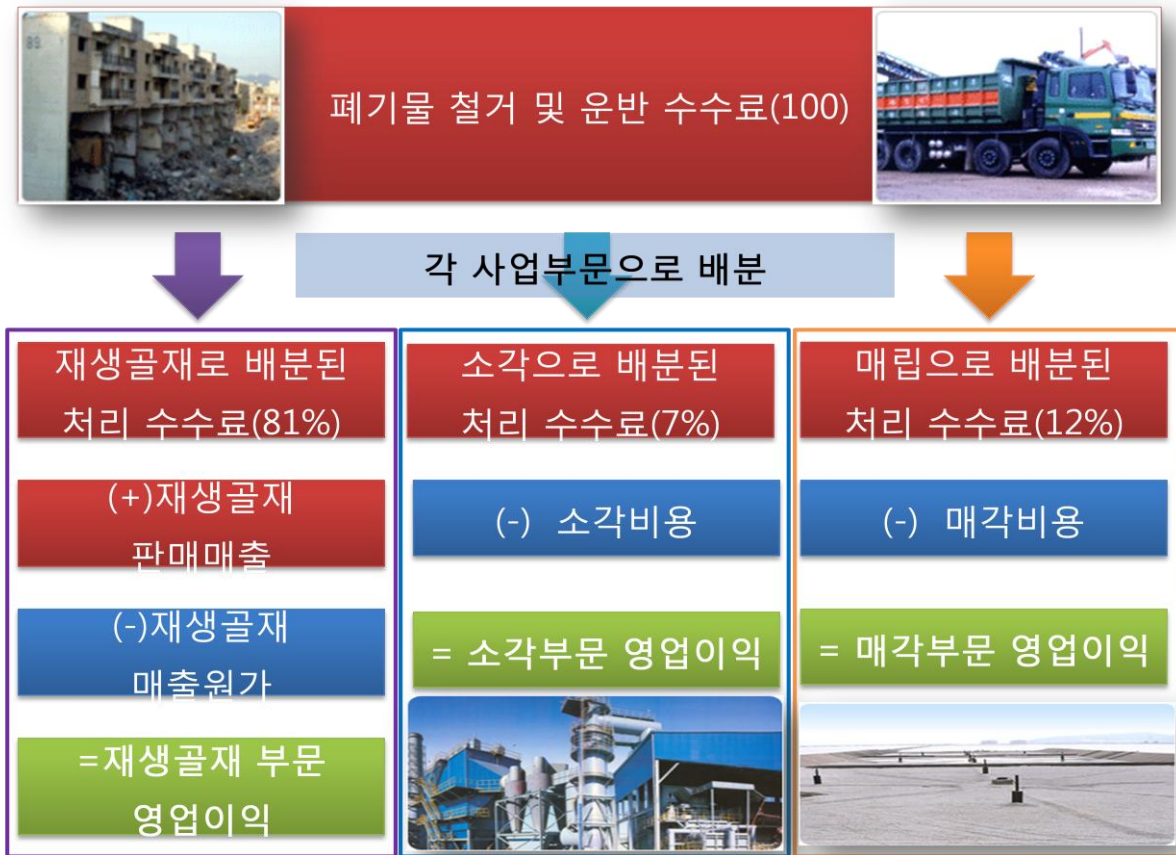 89
폐기물 철거 및 운반 수수료(100)
각 사업부문으로 배분
재생골재로 배분된
처리 수수료(81%)
(+)재생골재
판매매출
(-)재생골재
매출원가
=재생골재 부문
영업이익
소각으로 배분된
처리 수수료(7%)
(-) 소각비용
= 소각부문 영업이익
매립으로 배분된
처리 수수료(12%)
(-) 매각비용
= 매각부문 영업이익